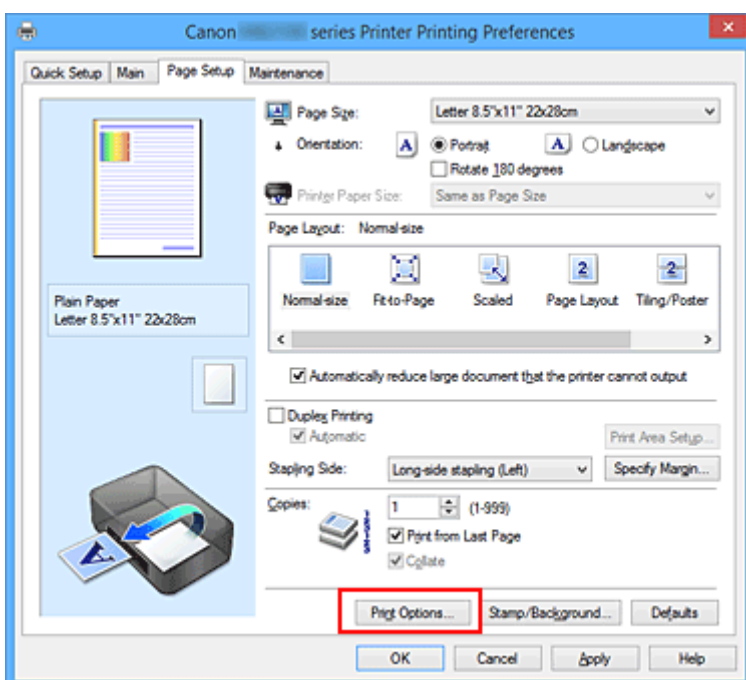 Canon series Printer Printing Preferences
Quick Setup Main Page Setup Maintenance
Page Size: Letter 8.5"x11" 22x28cm
Orientation: A Portrait A Landscape
Rotate 180 degrees
Printer Paper Size: Same as Page Size
Page Layout: Normal-size
2 2
Normal-size Fit-to-Page Scaled Page Layout Tiling/Poster
Plain Paper
Letter 8.5"x11" 22x28cm
Automatically reduce large document that the printer cannot output
Duplex Printing
Automatic
Print Area Setup...
Stapling Side: Long-side stapling (Left) Specify Margin...
Copies: 1 (1-999)
Print from Last Page
Collate
A
Print Options... Stamp/Background... Defaults
OK Cancel Apply Help